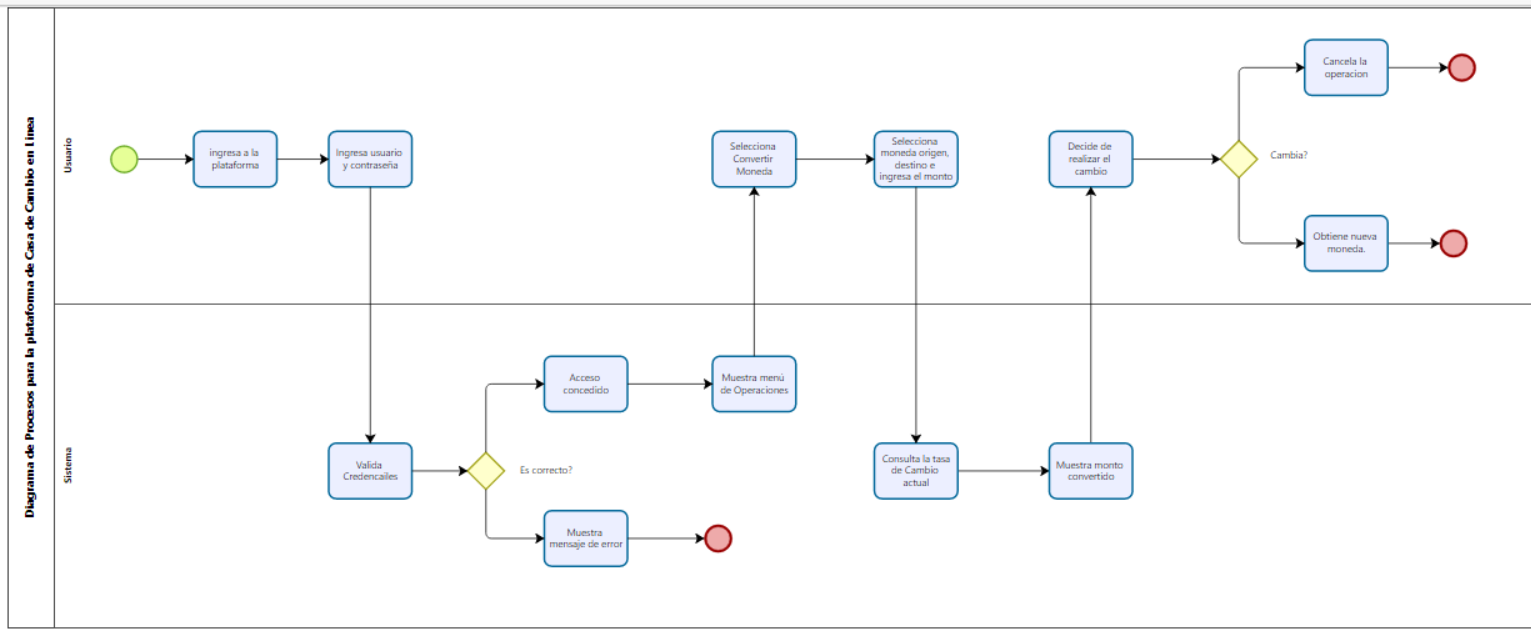 Diagrama de Procesos para la plataforma de Casa de Cambio en Linea
Usuario
ingresa a la
plataforma
Ingresa usuario
y contraseña
Selecciona
Convertir
Moneda
Selecciona
moneda origen,
destino e
ingresa el monto
Decide de
realizar el
cambio
Cambia?
Cancela la
operacion
Obtiene nueva
moneda.
Sistema
Valida
Credencailes
Es correcto?
Acceso
concedido
Muestra menú
de Operaciones
Muestra
mensaje de error
Consulta la tasa
de Cambio
actual
Muestra monto
convertido